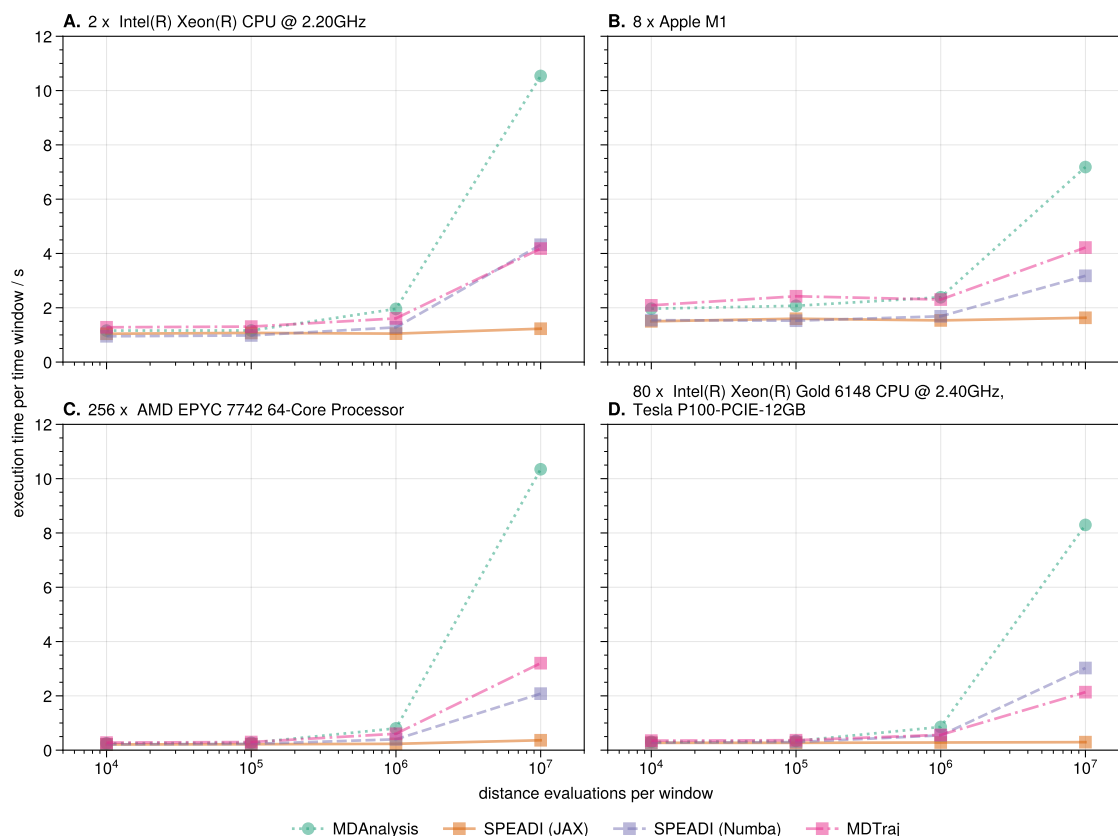 A. 2 x Intel(R) Xeon(R) CPU @ 2.20GHz
B. 8 x Apple M1
12
10
8
6
4
2
0
execution time per time window / s
C. 256 x AMD EPYC 7742 64-Core Processor
80 x Intel(R) Xeon(R) Gold 6148 CPU @ 2.40GHz,
D. Tesla P100-PCIE-12GB
12
10
8
6
4
2
0
10⁴ 10⁵ 10⁶ 10⁷
10⁴ 10⁵ 10⁶ 10⁷
distance evaluations per window
MDAnalysis SPEADI (JAX) SPEADI (Numba) MDTraj